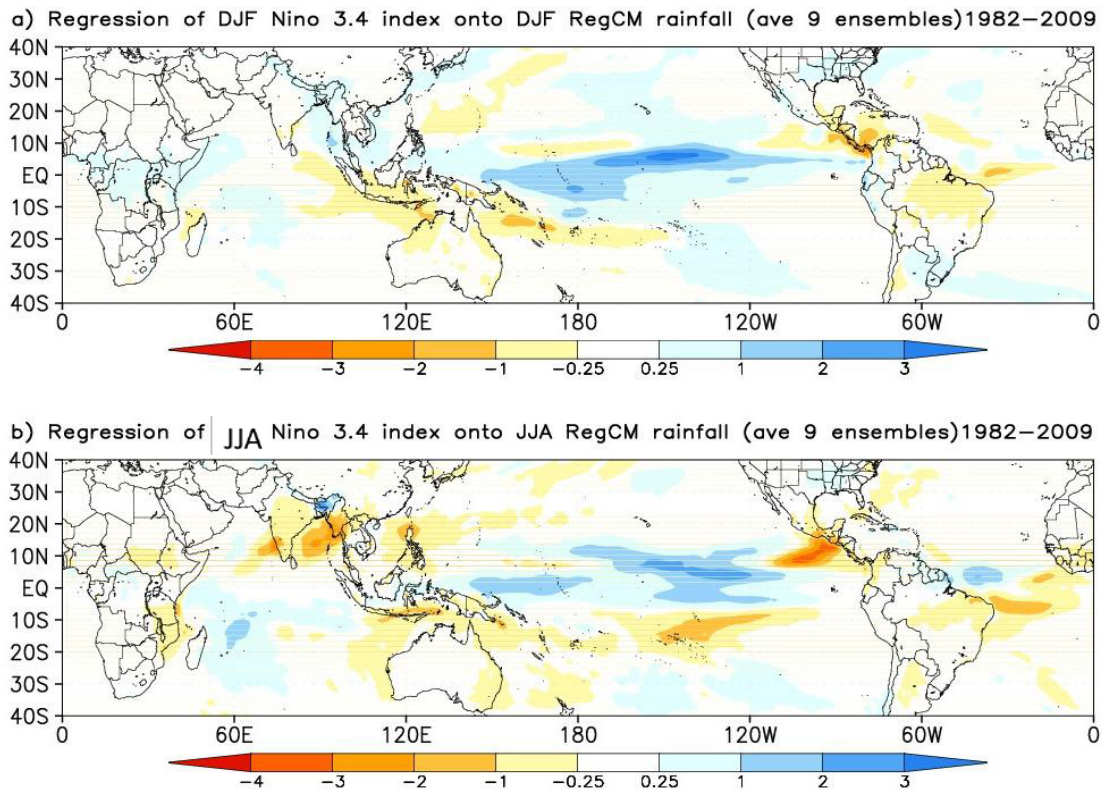 a) Regression of DJF Nino 3.4 index onto DJF RegCM rainfall (ave 9 ensembles)1982−2009
40N
30N
20N
10N
EQ
10S
20S
30S
40S
0 60E 120E 180 120W 60W 0
−4 −3 −2 −1 −0.25 0.25 1 2 3
b) Regression of JJA Nino 3.4 index onto JJA RegCM rainfall (ave 9 ensembles)1982−2009
40N
30N
20N
10N
EQ
10S
20S
30S
40S
0 60E 120E 180 120W 60W 0
−4 −3 −2 −1 −0.25 0.25 1 2 3